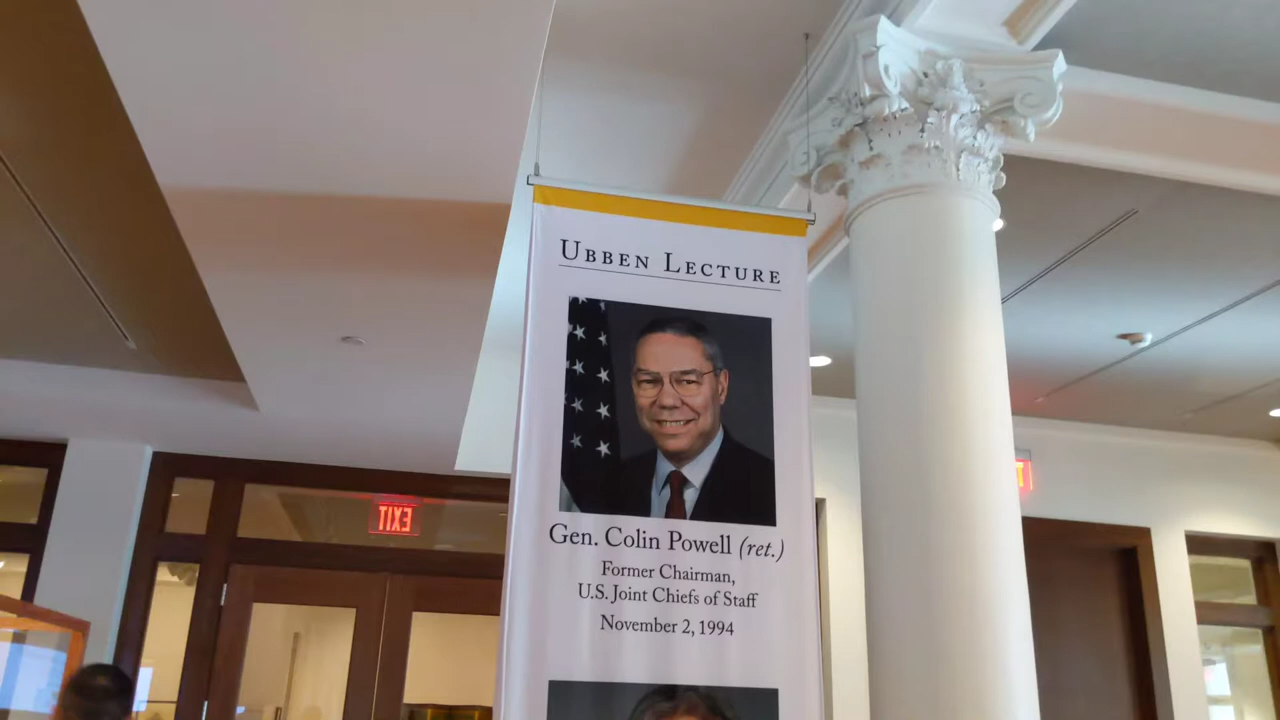 UBBEN LECTURE
Gen. Colin Powell (ret.)
Former Chairman,
U.S. Joint Chiefs of Staff
November 2, 1994
EXIT